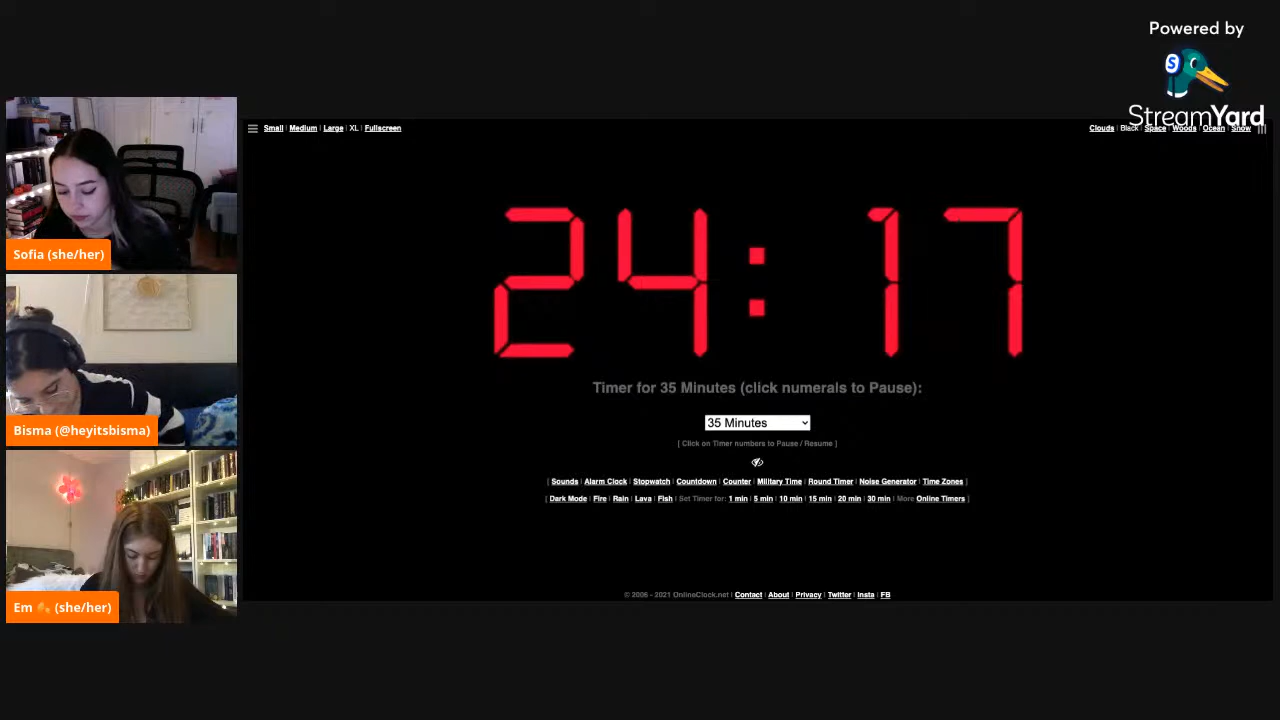 Powered by
StreamYard
Small | Medium | Large | XL | Fullscreen
Clouds | Black | Space | Woods | Ocean | Snow
24:17
Timer for 35 Minutes (click numerals to Pause):
35 Minutes
[ Click on Timer numbers to Pause / Resume ]
[ Sounds | Alarm Clock | Stopwatch | Countdown | Counter | Military Time | Round Timer | Noise Generator | Time Zones ]
[ Dark Mode | Fire | Rain | Lava | Fish | Set Timer for: 1 min | 5 min | 10 min | 15 min | 20 min | 30 min | More Online Timers ]
© 2006 - 2021 OnlineClock.net | Contact | About | Privacy | Twitter | Insta | FB
Sofia (she/her)
Bisma (@heyitsbisma)
Em 🍂 (she/her)